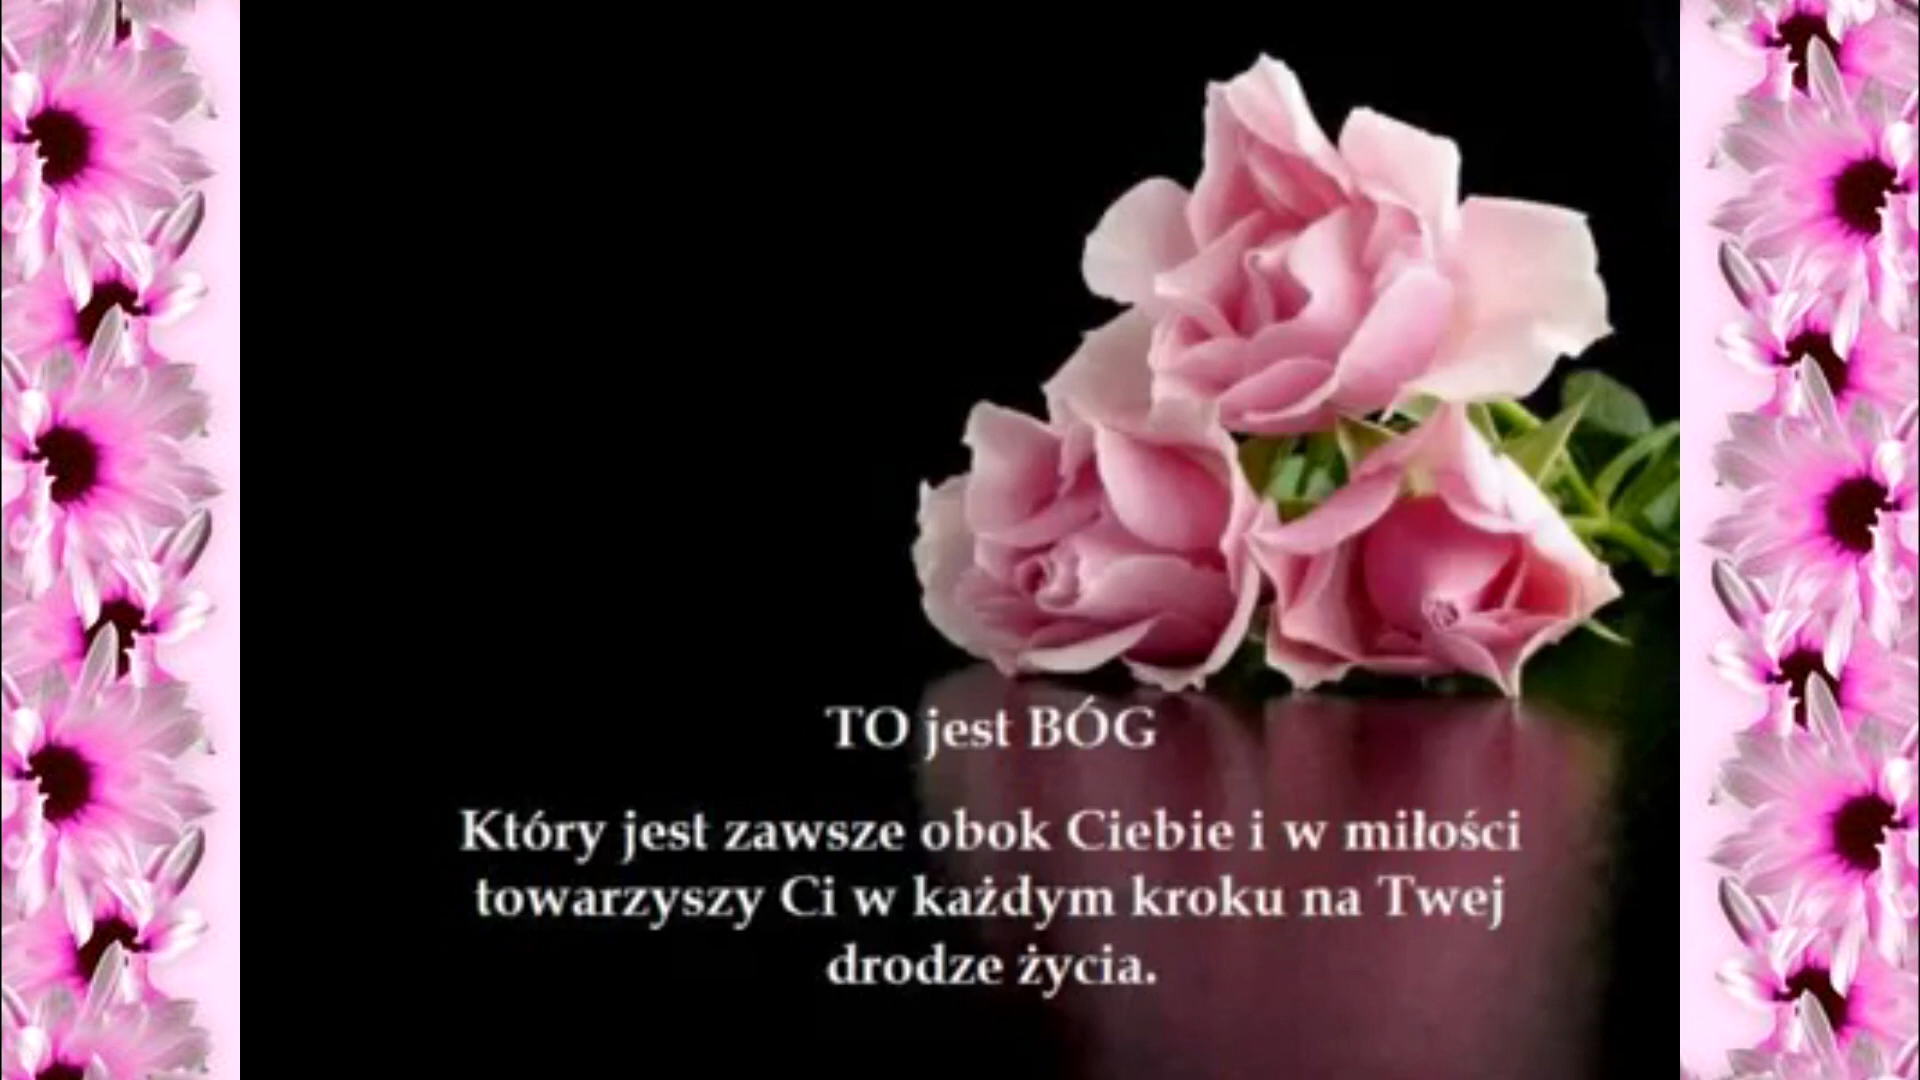 TO jest BÓG
Który jest zawsze obok Ciebie i w miłości
towarzyszy Ci w każdym kroku na Twej
drodze życia.